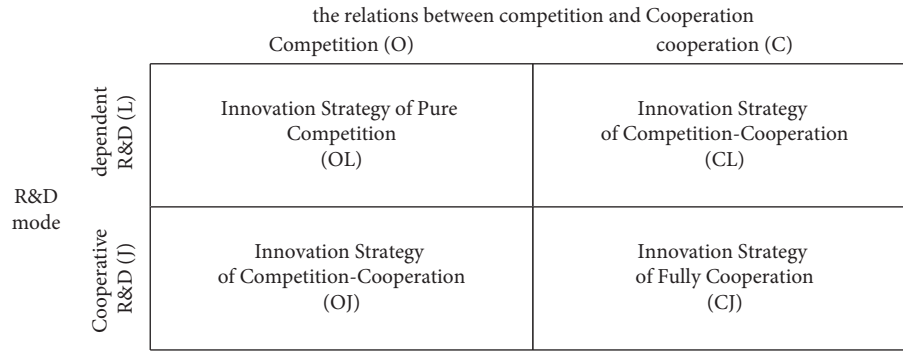 the relations between competition and Cooperation
Competition (O)
cooperation (C)
dependent
R&D (L)
Innovation Strategy of Pure
Competition
(OL)
Innovation Strategy
of Competition-Cooperation
(CL)
R&D
mode
Cooperative
R&D (J)
Innovation Strategy
of Competition-Cooperation
(OJ)
Innovation Strategy
of Fully Cooperation
(CJ)